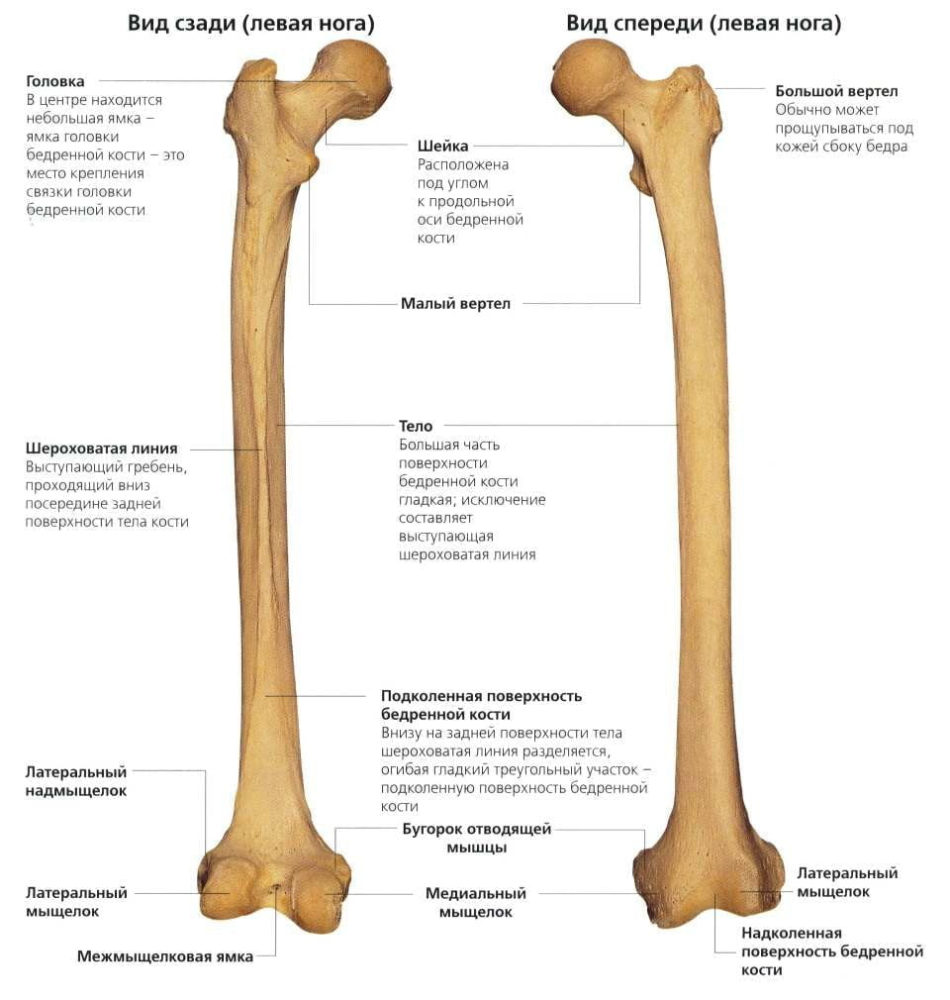 Вид сзади (левая нога)
Вид спереди (левая нога)
Головка
В центре находится
небольшая ямка –
ямка головки
бедренной кости – это
место крепления
связки головки
бедренной кости
Шейка
Расположена
под углом
к продольной
оси бедренной
кости
Большой вертел
Обычно может
прощупываться под
кожей сбоку бедра
Малый вертел
Шероховатая линия
Выступающий гребень,
проходящий вниз
посередине задней
поверхности тела кости
Тело
Большая часть
поверхности
бедренной кости
гладкая; исключение
составляет
выступающая
шероховатая линия
Подколенная поверхность
бедренной кости
Внизу на задней поверхности тела
шероховатая линия разделяется,
огибая гладкий треугольный участок –
подколенную поверхность бедренной
кости
Латеральный
надмыщелок
Бугорок отводящей
мышцы
Латеральный
мыщелок
Медиальный
мыщелок
Латеральный
мыщелок
Межмыщелковая ямка
Надколенная
поверхность бедренной
кости